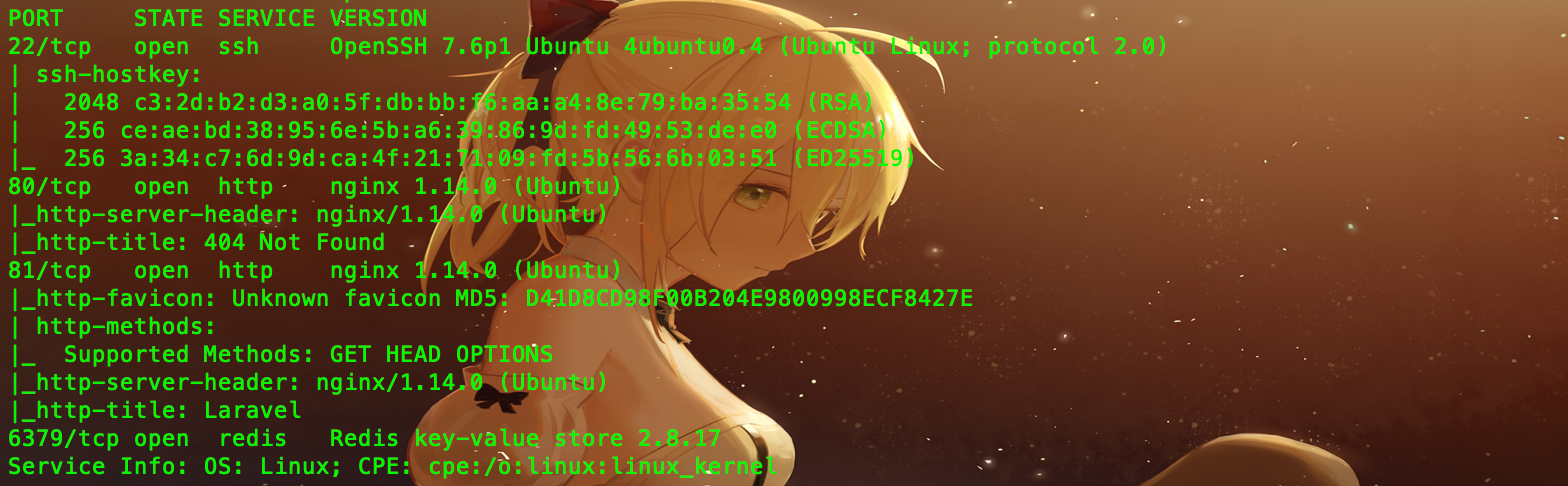 PORT     STATE SERVICE VERSION
22/tcp   open  ssh     OpenSSH 7.6p1 Ubuntu 4ubuntu0.4 (Ubuntu Linux; protocol 2.0)
| ssh-hostkey:
|   2048 c3:2d:b2:d3:a0:5f:db:bb:f6:aa:a4:8e:79:ba:35:54 (RSA)
|   256 ce:ae:bd:38:95:6e:5b:a6:39:86:9d:fd:49:53:de:e0 (ECDSA)
|_  256 3a:34:c7:6d:9d:ca:4f:21:71:09:fd:5b:56:6b:03:51 (ED25519)
80/tcp   open  http    nginx 1.14.0 (Ubuntu)
|_http-server-header: nginx/1.14.0 (Ubuntu)
|_http-title: 404 Not Found
81/tcp   open  http    nginx 1.14.0 (Ubuntu)
|_http-favicon: Unknown favicon MD5: D41D8CD98F00B204E9800998ECF8427E
| http-methods:
|_  Supported Methods: GET HEAD OPTIONS
|_http-server-header: nginx/1.14.0 (Ubuntu)
|_http-title: Laravel
6379/tcp open  redis   Redis key-value store 2.8.17
Service Info: OS: Linux; CPE: cpe:/o:linux:linux_kernel